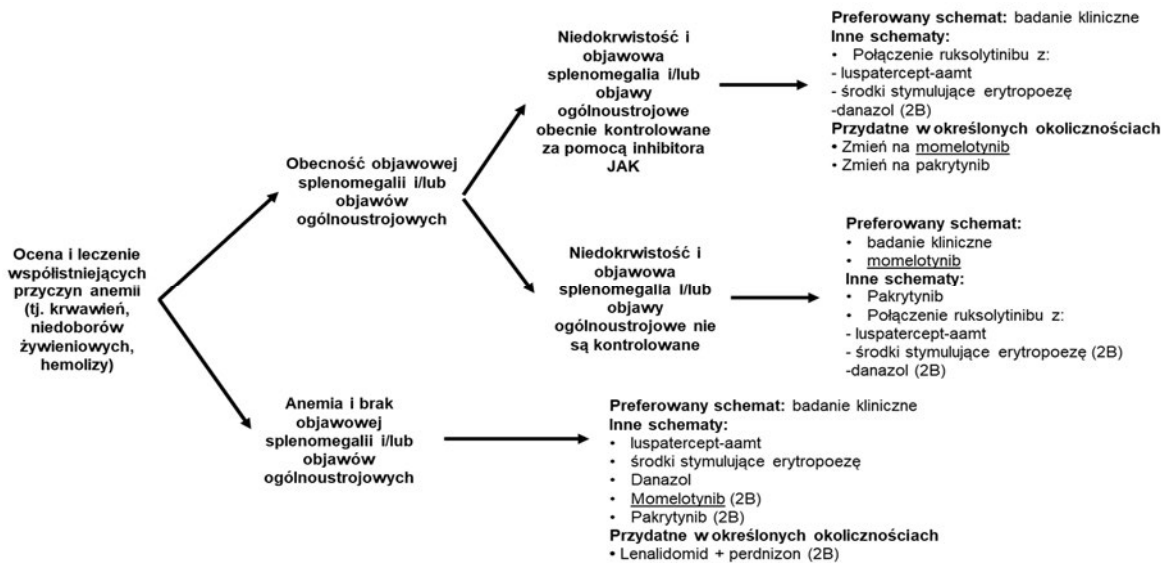 Ocena i leczenie
współistniejących
przyczyn anemii
(tj. krwawień,
niedoborów
żywieniowych,
hemolizy)
Obecność objawowej
splenomegalii i/lub
objawów
ogólnoustrojowych
Niedokrwistość i
objawowa
splenomegalia i/lub
objawy
ogólnoustrojowe
obecnie kontrolowane
za pomocą inhibitora
JAK
Preferowany schemat: badanie kliniczne
Inne schematy:
• Połączenie ruksolytinibu z:
- luspatercept-aamt
- środki stymulujące erytropoezę
-danazol (2B)
Przydatne w określonych okolicznościach
• Zmień na momelotynib
• Zmień na pakrytynib
Niedokrwistość i
objawowa
splenomegalia i/lub
objawy
ogólnoustrojowe nie
są kontrolowane
Preferowany schemat:
• badanie kliniczne
• momelotynib
Inne schematy:
• Pakrytynib
• Połączenie ruksolytinibu z:
- luspatercept-aamt
- środki stymulujące erytropoezę (2B)
-danazol (2B)
Anemia i brak
objawowej
splenomegalii i/lub
objawów
ogólnoustrojowych
Preferowany schemat: badanie kliniczne
Inne schematy:
• luspatercept-aamt
• środki stymulujące erytropoezę
• Danazol
• Momelotynib (2B)
• Pakrytynib (2B)
Przydatne w określonych okolicznościach
• Lenalidomid + perdnizon (2B)